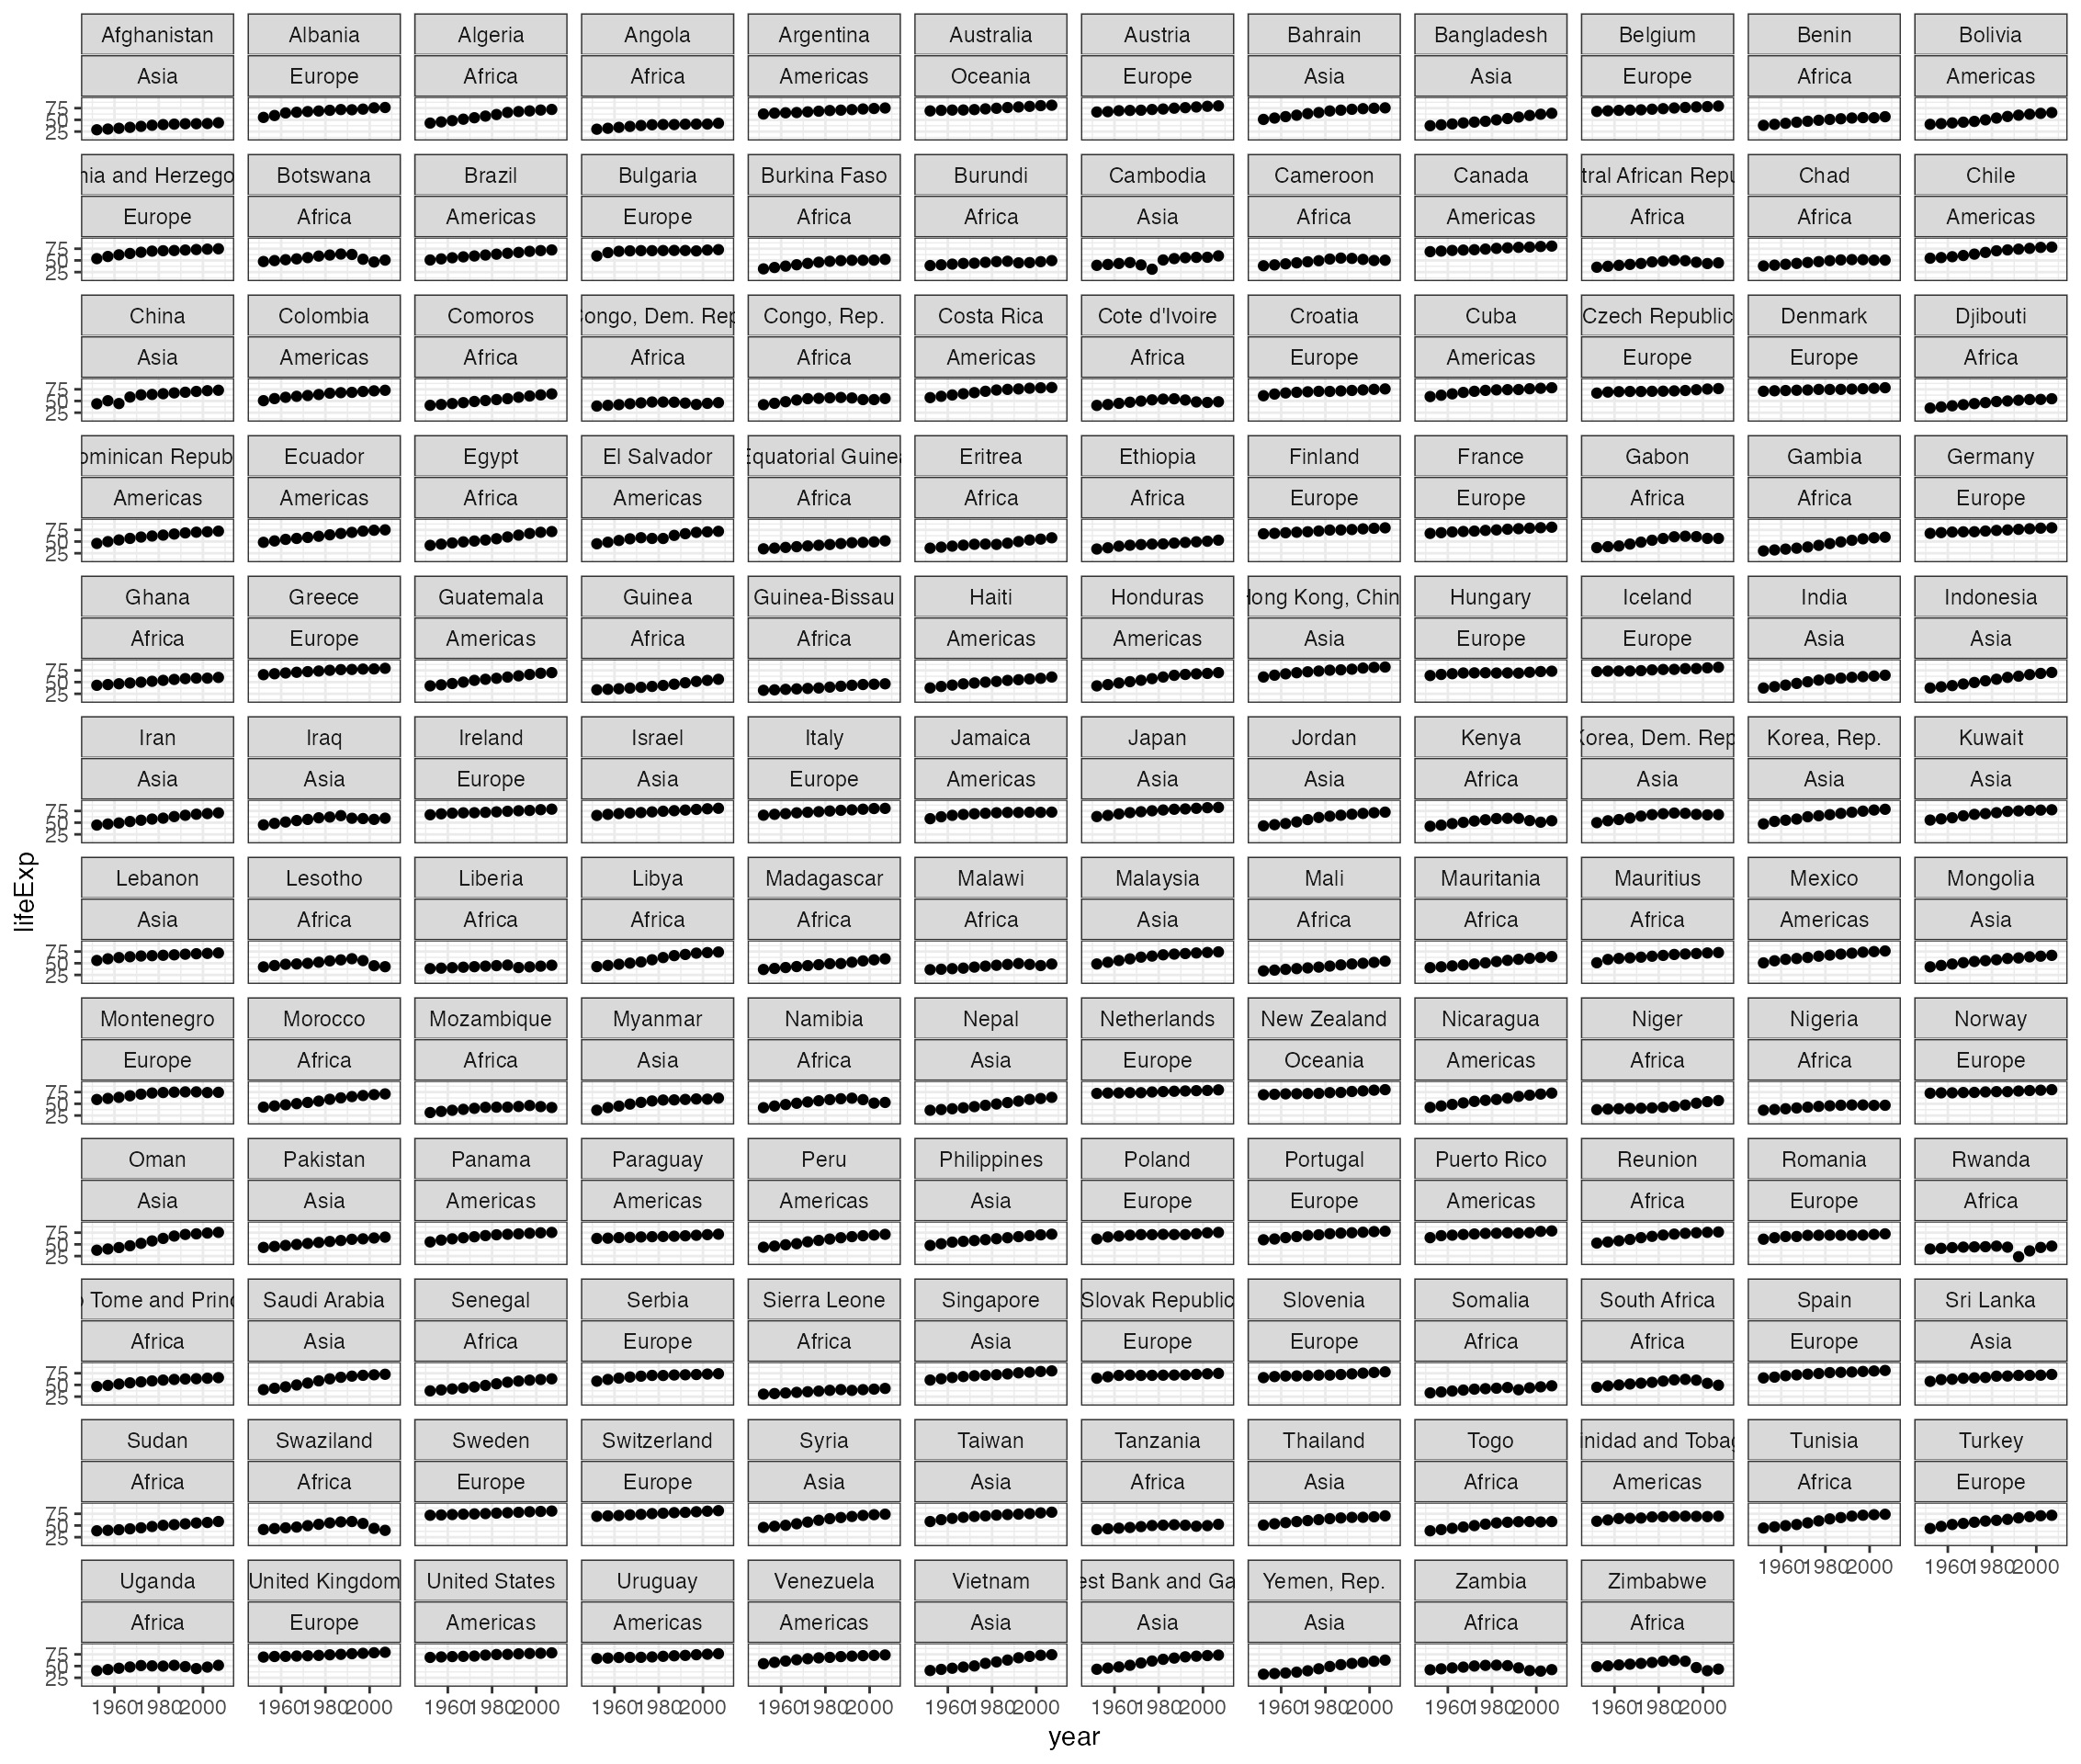 Afghanistan Albania Algeria Angola Argentina Australia Austria Bahrain Bangladesh Belgium Benin Bolivia
Asia Europe Africa Africa Americas Oceania Europe Asia Asia Europe Africa Americas
75
50
25
nia and Herzego Botswana Brazil Bulgaria Burkina Faso Burundi Cambodia Cameroon Canada tral African Repu Chad Chile
Europe Africa Americas Europe Africa Africa Asia Africa Americas Africa Africa Americas
75
50
25
China Colombia Comoros Congo, Dem. Rep Congo, Rep. Costa Rica Cote d'Ivoire Croatia Cuba Czech Republic Denmark Djibouti
Asia Americas Africa Africa Africa Americas Africa Europe Americas Europe Europe Africa
75
50
25
ominican Repub Ecuador Egypt El Salvador Equatorial Guinea Eritrea Ethiopia Finland France Gabon Gambia Germany
Americas Americas Africa Americas Africa Africa Africa Europe Europe Africa Africa Europe
75
50
25
Ghana Greece Guatemala Guinea Guinea-Bissau Haiti Honduras Hong Kong, Chin Hungary Iceland India Indonesia
Africa Europe Americas Africa Africa Americas Americas Asia Europe Europe Asia Asia
75
50
25
Iran Iraq Ireland Israel Italy Jamaica Japan Jordan Kenya Korea, Dem. Rep Korea, Rep. Kuwait
Asia Asia Europe Asia Europe Americas Asia Asia Africa Asia Asia Asia
75
50
25
lifeExp
Lebanon Lesotho Liberia Libya Madagascar Malawi Malaysia Mali Mauritania Mauritius Mexico Mongolia
Asia Africa Africa Africa Africa Africa Asia Africa Africa Africa Americas Asia
75
50
25
Montenegro Morocco Mozambique Myanmar Namibia Nepal Netherlands New Zealand Nicaragua Niger Nigeria Norway
Europe Africa Africa Asia Africa Asia Europe Oceania Americas Africa Africa Europe
75
50
25
Oman Pakistan Panama Paraguay Peru Philippines Poland Portugal Puerto Rico Reunion Romania Rwanda
Asia Asia Americas Americas Americas Asia Europe Europe Americas Africa Europe Africa
75
50
25
Tome and Princ Saudi Arabia Senegal Serbia Sierra Leone Singapore Slovak Republic Slovenia Somalia South Africa Spain Sri Lanka
Africa Asia Africa Europe Africa Asia Europe Europe Africa Africa Europe Asia
75
50
25
Sudan Swaziland Sweden Switzerland Syria Taiwan Tanzania Thailand Togo inidad and Tobag Tunisia Turkey
Africa Africa Europe Europe Asia Asia Africa Asia Africa Americas Africa Europe
75
50
25
1960 1980 2000 1960 1980 2000
Uganda United Kingdom United States Uruguay Venezuela Vietnam est Bank and Ga Yemen, Rep. Zambia Zimbabwe
Africa Europe Americas Americas Americas Asia Asia Asia Africa Africa
75
50
25
1960 1980 2000 1960 1980 2000 1960 1980 2000 1960 1980 2000 1960 1980 2000 1960 1980 2000 1960 1980 2000 1960 1980 2000 1960 1980 2000 1960 1980 2000
year